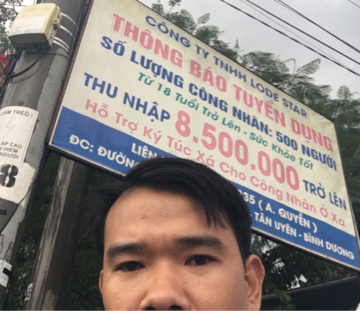 CÔNG TY TNHH LODE STAR
THÔNG BÁO TUYỂN DỤNG
SỐ LƯỢNG CÔNG NHÂN: 500 NGƯỜI
Từ 18 Tuổi Trở Lên - Sức Khỏe Tốt
THU NHẬP 8.500.000 TRỞ LÊN
Hỗ Trợ Ký Túc Xá Cho Công Nhân Ở Xa
LIÊN 935 ( A. QUYỀN )
ĐC: ĐƯỜNG TÂN UYÊN - BÌNH DƯƠNG
8